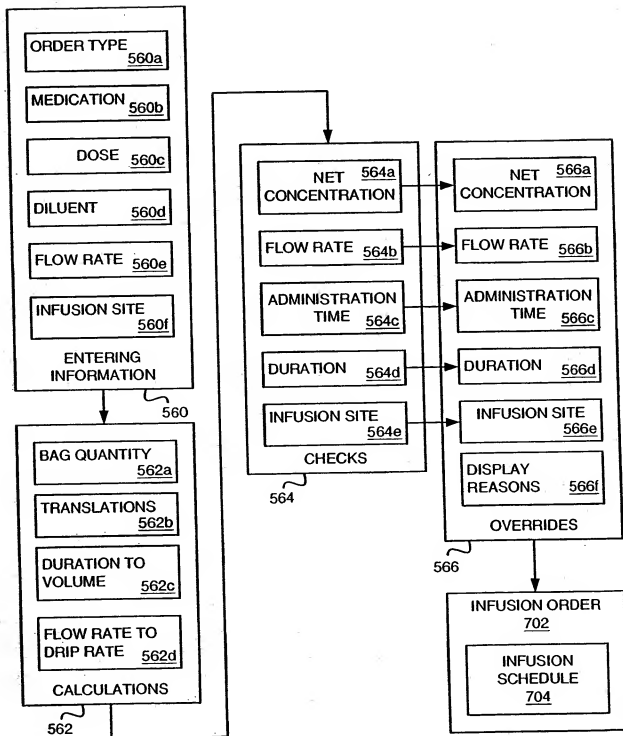 ORDER TYPE
560a
MEDICATION
560b
DOSE
560c
DILUENT
560d
FLOW RATE
560e
INFUSION SITE
560f
ENTERING
INFORMATION
560
BAG QUANTITY
562a
TRANSLATIONS
562b
DURATION TO
VOLUME
562c
FLOW RATE TO
DRIP RATE
562d
CALCULATIONS
562
564a
NET
CONCENTRATION
FLOW RATE
564b
ADMINISTRATION
TIME
564c
DURATION
564d
INFUSION SITE
564e
CHECKS
564
566a
NET
CONCENTRATION
FLOW RATE
566b
ADMINISTRATION
TIME
566c
DURATION
566d
INFUSION SITE
566e
DISPLAY
REASONS
566f
OVERRIDES
566
INFUSION ORDER
702
INFUSION
SCHEDULE
704